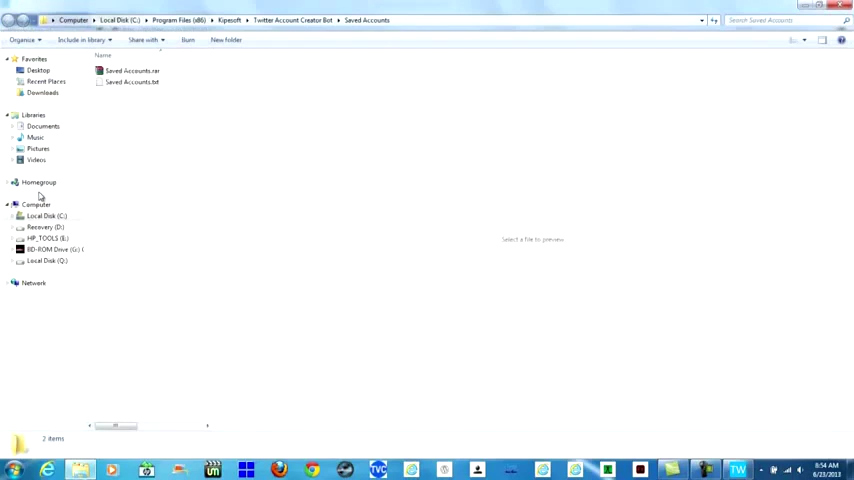 Computer ▸ Local Disk (C:) ▸ Program Files (x86) ▸ Kipesoft ▸ Twitter Account Creator Bot ▸ Saved Accounts
Search Saved Accounts
Organize Include in library Share with Burn New folder
Name
Favorites
Desktop
Recent Places
Downloads
Libraries
Documents
Music
Pictures
Videos
Homegroup
Computer
Local Disk (C:)
Recovery (D:)
HP_TOOLS (E:)
BD-ROM Drive (G:) (
Local Disk (Q:)
Network
Saved Accounts.rar
Saved Accounts.txt
Select a file to preview
2 items
TVC
TW
8:54 AM
6/23/2013